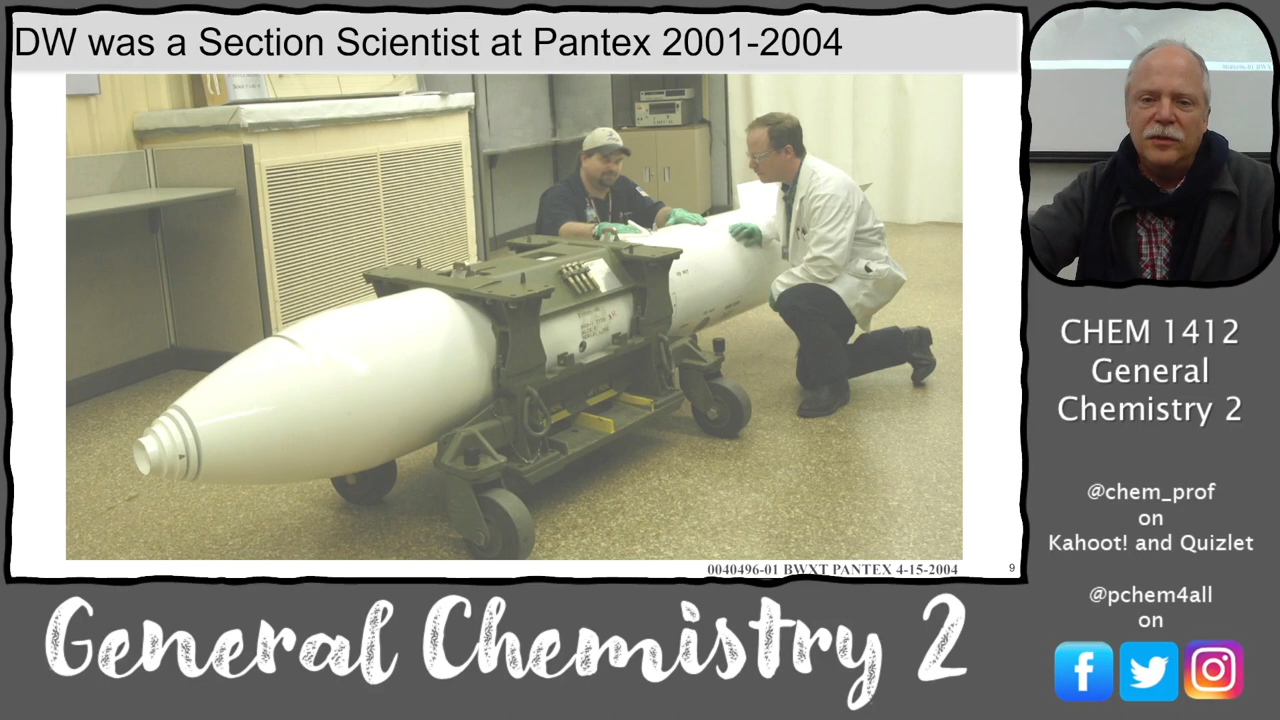 DW was a Section Scientist at Pantex 2001-2004
0040496-01 BWXT PANTEX 4-15-2004
9
CHEM 1412
General
Chemistry 2
@chem_prof
on
Kahoot! and Quizlet
@pchem4all
on
General Chemistry 2